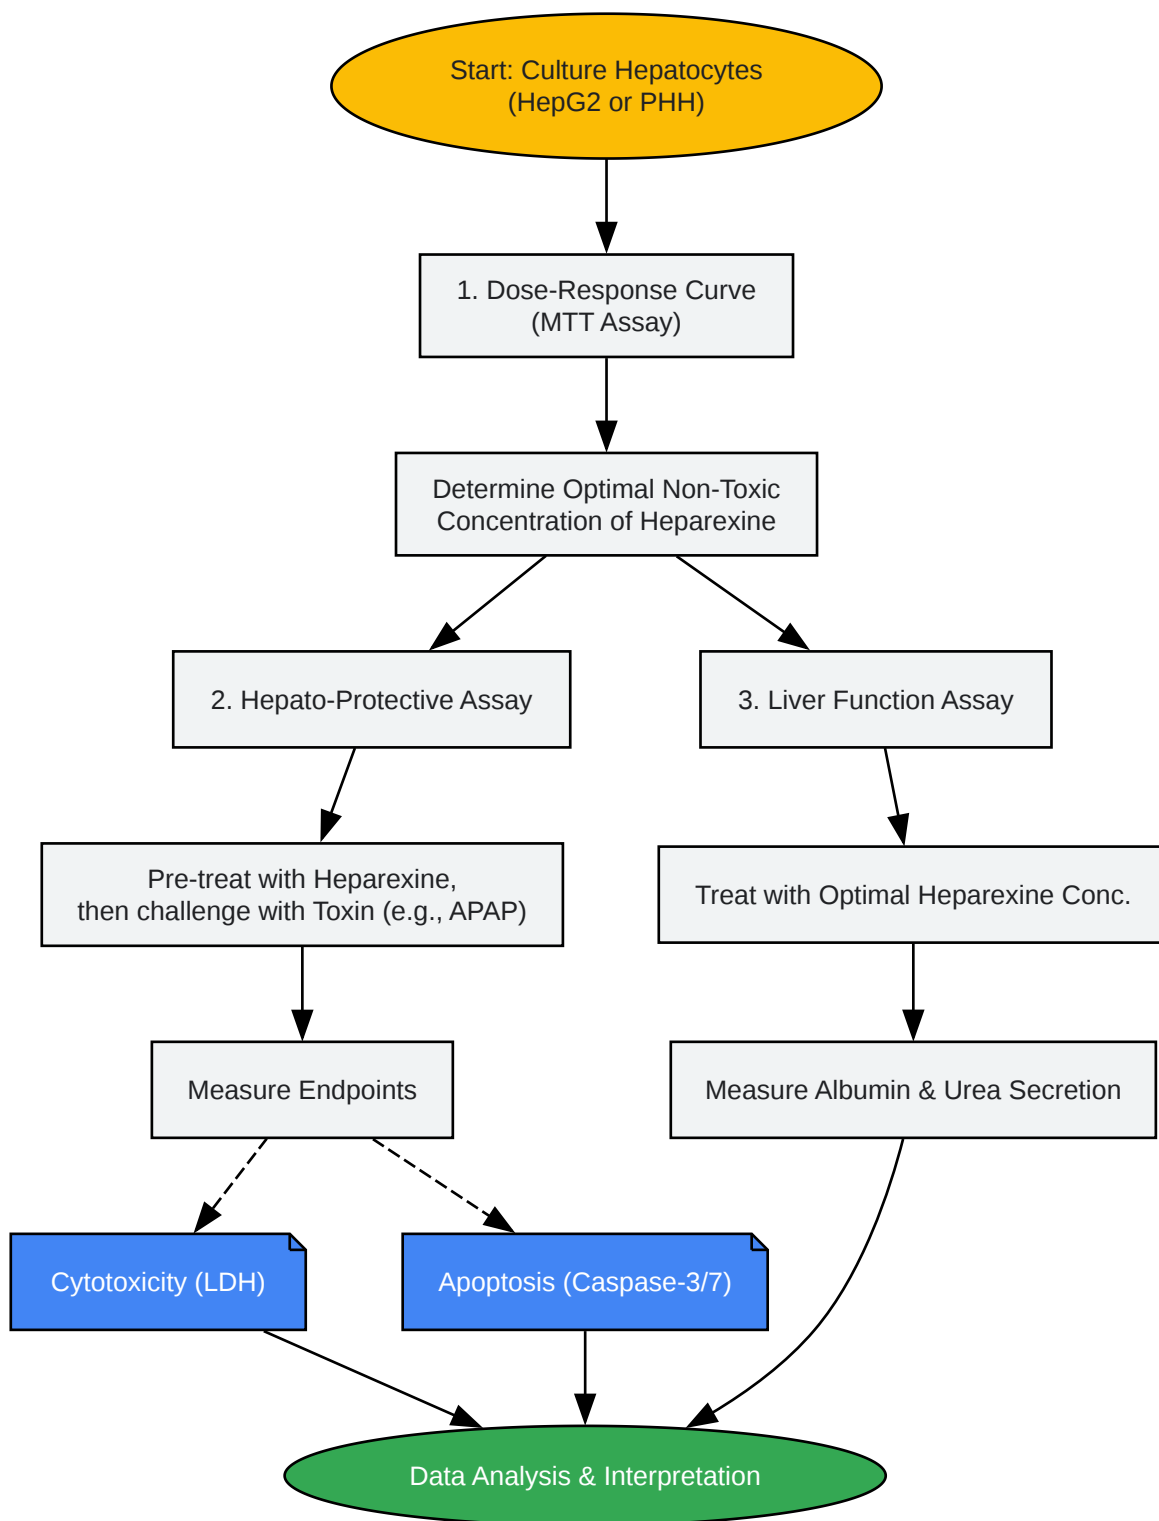 Start: Culture Hepatocytes
(HepG2 or PHH)
1. Dose-Response Curve
(MTT Assay)
Determine Optimal Non-Toxic
Concentration of Heparexine
2. Hepato-Protective Assay
3. Liver Function Assay
Pre-treat with Heparexine,
then challenge with Toxin (e.g., APAP)
Treat with Optimal Heparexine Conc.
Measure Endpoints
Measure Albumin & Urea Secretion
Cytotoxicity (LDH)
Apoptosis (Caspase-3/7)
Data Analysis & Interpretation